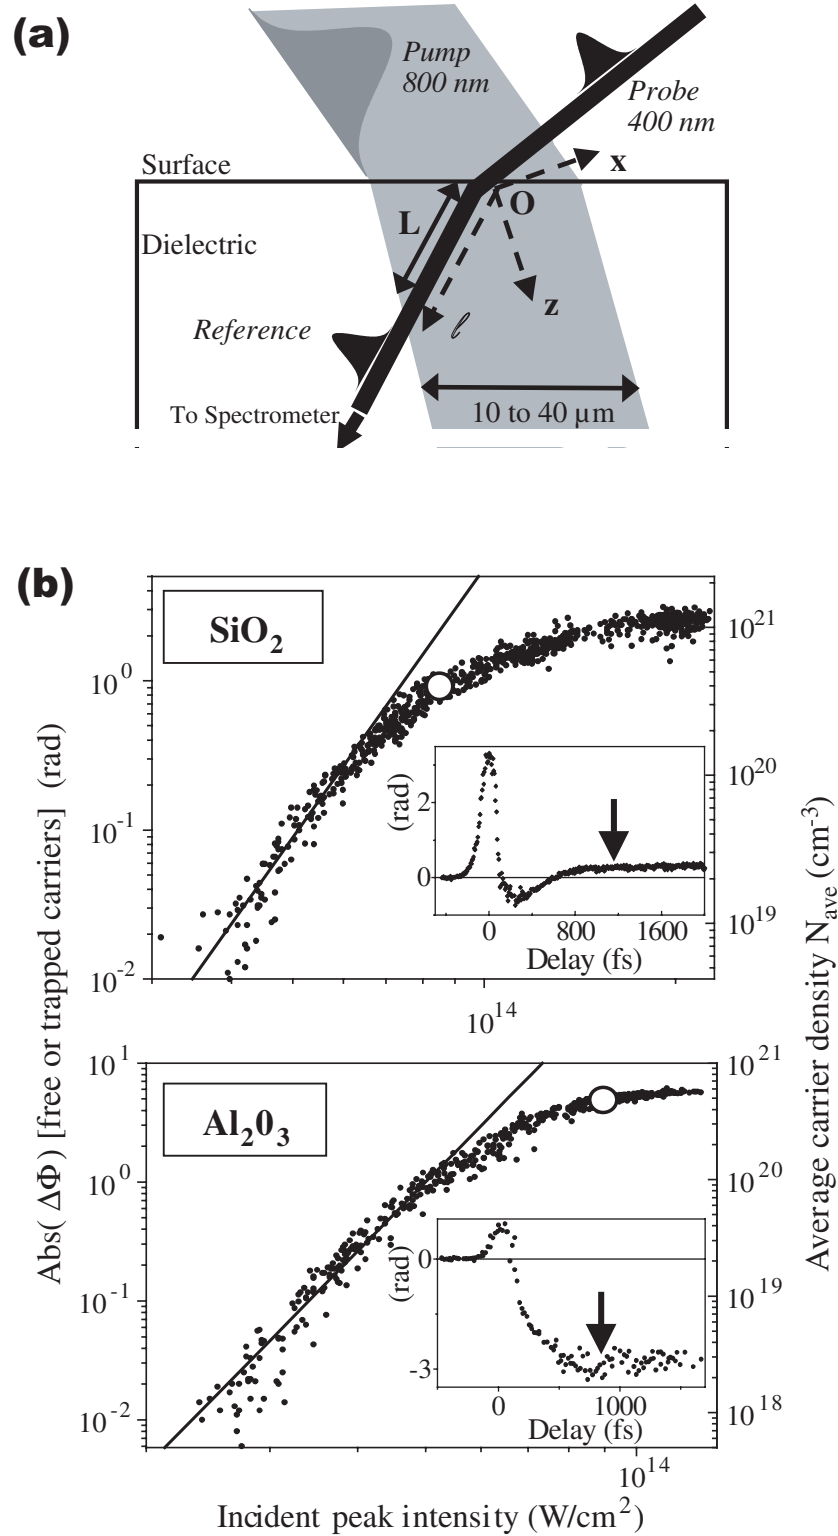 (a)
Pump
800 nm
Probe
400 nm
Surface
x
O
L
Dielectric
z
ℓ
Reference
To Spectrometer
10 to 40 µm
(b)
SiO2
10^21
10^0
10^20
10^-1
10^19
10^-2
(rad)
2
0
0
800
1600
Delay (fs)
10^14
Abs( ΔΦ) [free or trapped carriers] (rad)
Average carrier density Nave (cm-3)
10^1
10^21
Al203
10^0
10^20
10^-1
10^19
10^-2
10^18
(rad)
0
-3
0
1000
Delay (fs)
10^14
Incident peak intensity (W/cm2)